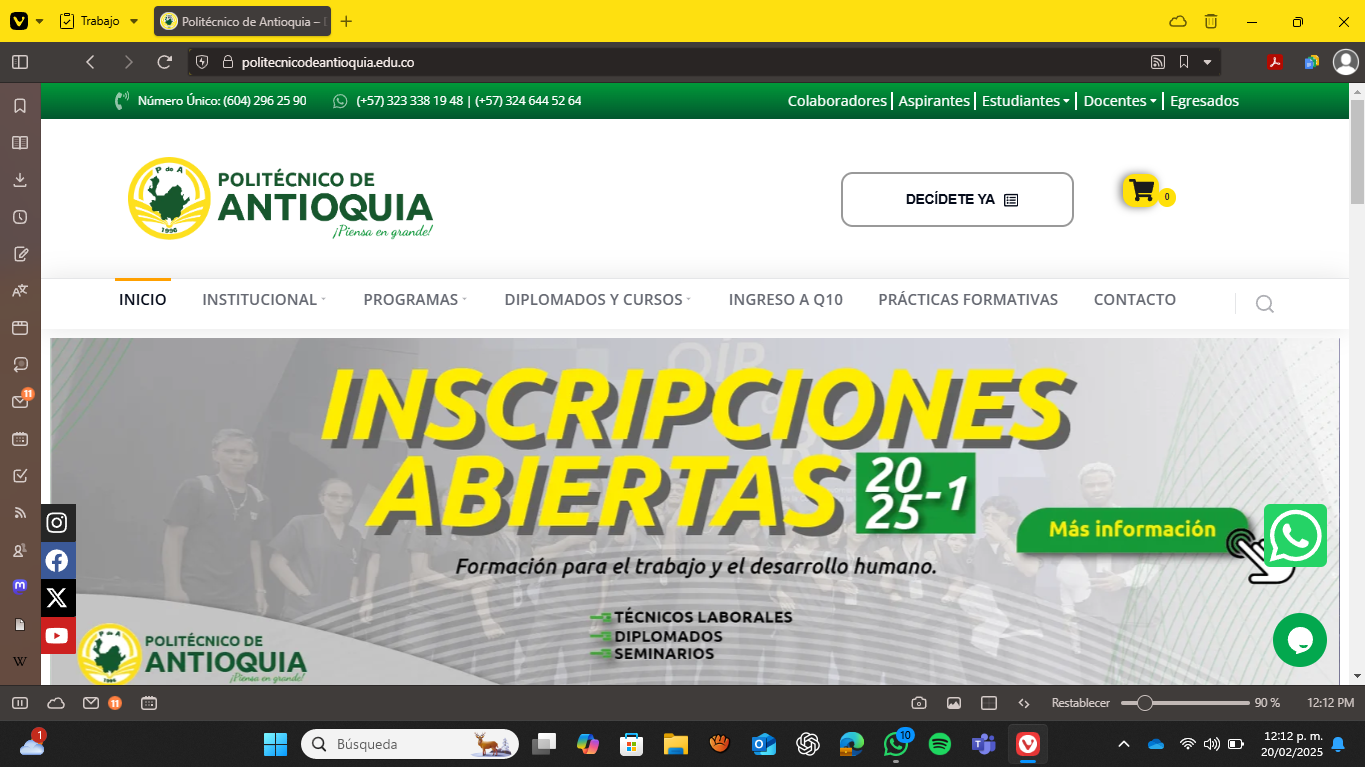 Trabajo
Politécnico de Antioquia –
politecnicodeantioquia.edu.co
Número Único: (604) 296 25 90
(+57) 323 338 19 48 | (+57) 324 644 52 64
Colaboradores
Aspirantes
Estudiantes
Docentes
Egresados
P de A
1996
POLITÉCNICO DE
ANTIOQUIA
¡Piensa en grande!
DECÍDETE YA
0
INICIO
INSTITUCIONAL
PROGRAMAS
DIPLOMADOS Y CURSOS
INGRESO A Q10
PRÁCTICAS FORMATIVAS
CONTACTO
INSCRIPCIONES
ABIERTAS
20
25
-1
Más información
Formación para el trabajo y el desarrollo humano.
TÉCNICOS LABORALES
DIPLOMADOS
SEMINARIOS
P de A
1996
POLITÉCNICO DE
ANTIOQUIA
¡Piensa en grande!
11
W
11
Restablecer
90 %
12:12 PM
1
Búsqueda
10
12:12 p. m.
20/02/2025